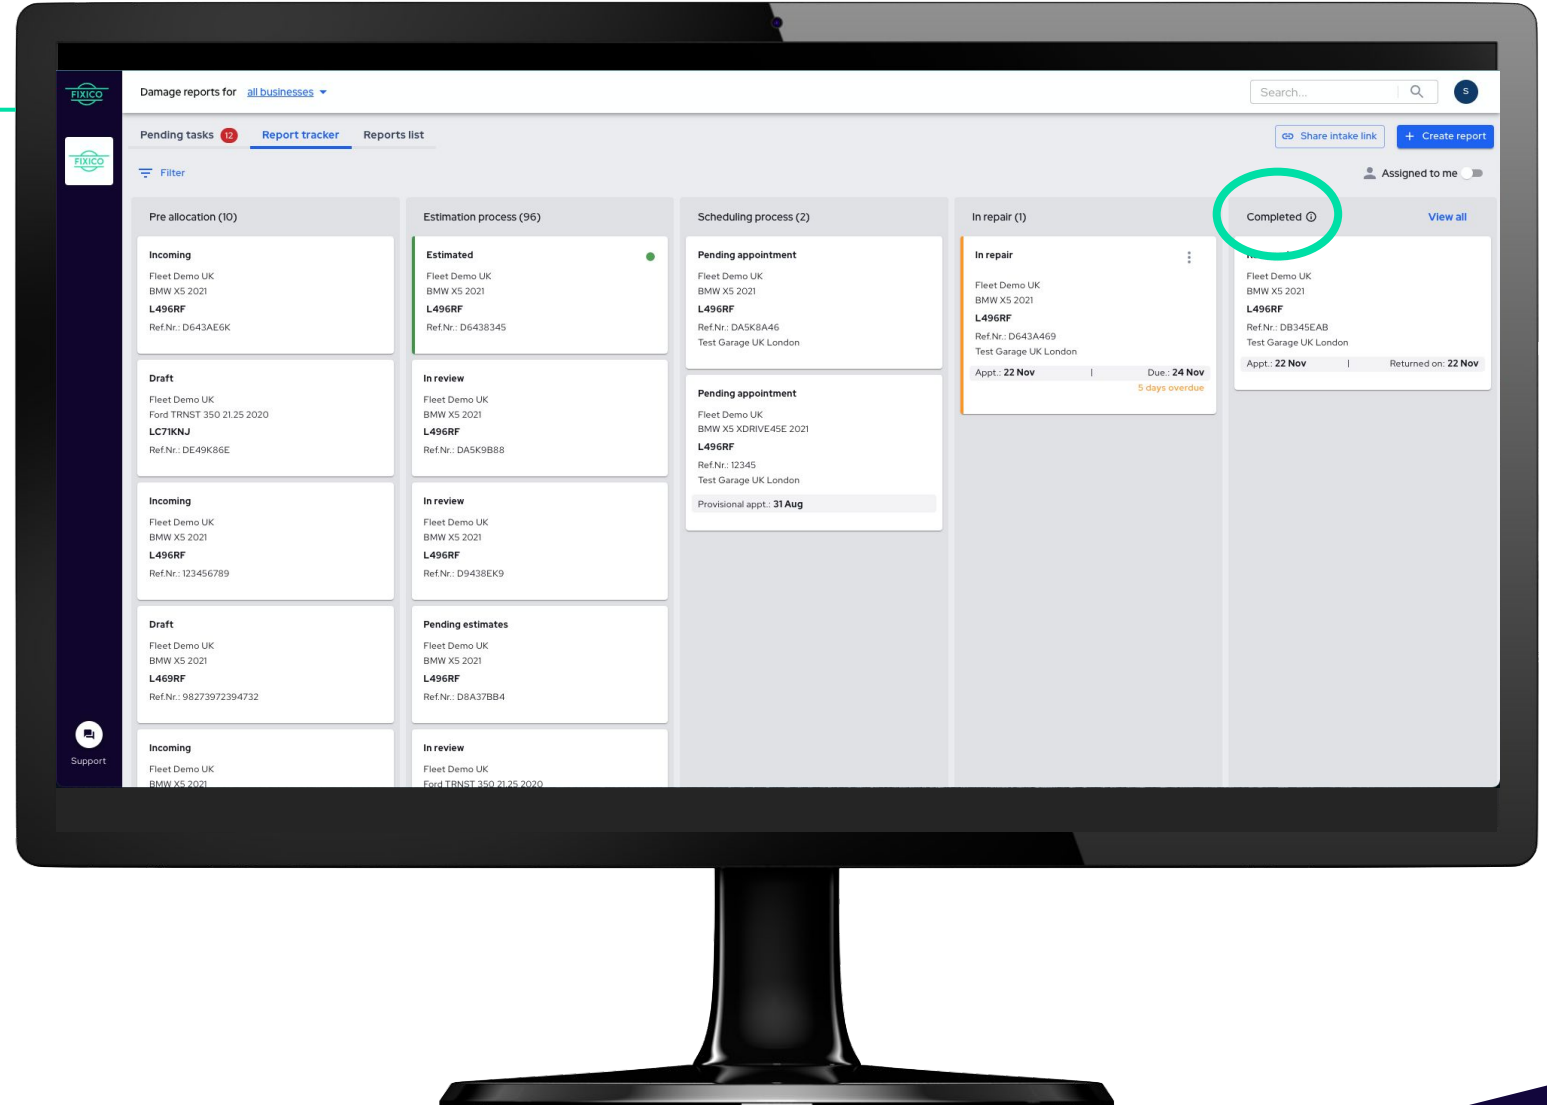 FIXICO
Damage reports for all businesses
Search...
S
FIXICO
Pending tasks 12
Report tracker
Reports list
Share intake link
+ Create report
Filter
Assigned to me
Pre allocation (10)
Incoming
Fleet Demo UK
BMW X5 2021
L496RF
Ref.Nr.: D643AE6K
Draft
Fleet Demo UK
Ford TRNST 350 21.25 2020
LC71KNJ
Ref.Nr.: DE49K86E
Incoming
Fleet Demo UK
BMW X5 2021
L496RF
Ref.Nr.: 123456789
Draft
Fleet Demo UK
BMW X5 2021
L469RF
Ref.Nr.: 98273972394732
Incoming
Fleet Demo UK
BMW X5 2021
Estimation process (96)
Estimated
Fleet Demo UK
BMW X5 2021
L496RF
Ref.Nr.: D6438345
In review
Fleet Demo UK
BMW X5 2021
L496RF
Ref.Nr.: DA5K9B88
In review
Fleet Demo UK
BMW X5 2021
L496RF
Ref.Nr.: D9438EK9
Pending estimates
Fleet Demo UK
BMW X5 2021
L496RF
Ref.Nr.: D8A37BB4
In review
Fleet Demo UK
Ford TRNST 350 21.25 2020
Scheduling process (2)
Pending appointment
Fleet Demo UK
BMW X5 2021
L496RF
Ref.Nr.: DA5K8A46
Test Garage UK London
Pending appointment
Fleet Demo UK
BMW X5 XDRIVE45E 2021
L496RF
Ref.Nr.: 12345
Test Garage UK London
Provisional appt.: 31 Aug
In repair (1)
In repair
Fleet Demo UK
BMW X5 2021
L496RF
Ref.Nr.: D643A469
Test Garage UK London
Appt.: 22 Nov | Due.: 24 Nov
5 days overdue
Completed
View all
Fleet Demo UK
BMW X5 2021
L496RF
Ref.Nr.: DB345EAB
Test Garage UK London
Appt.: 22 Nov | Returned on: 22 Nov
Support